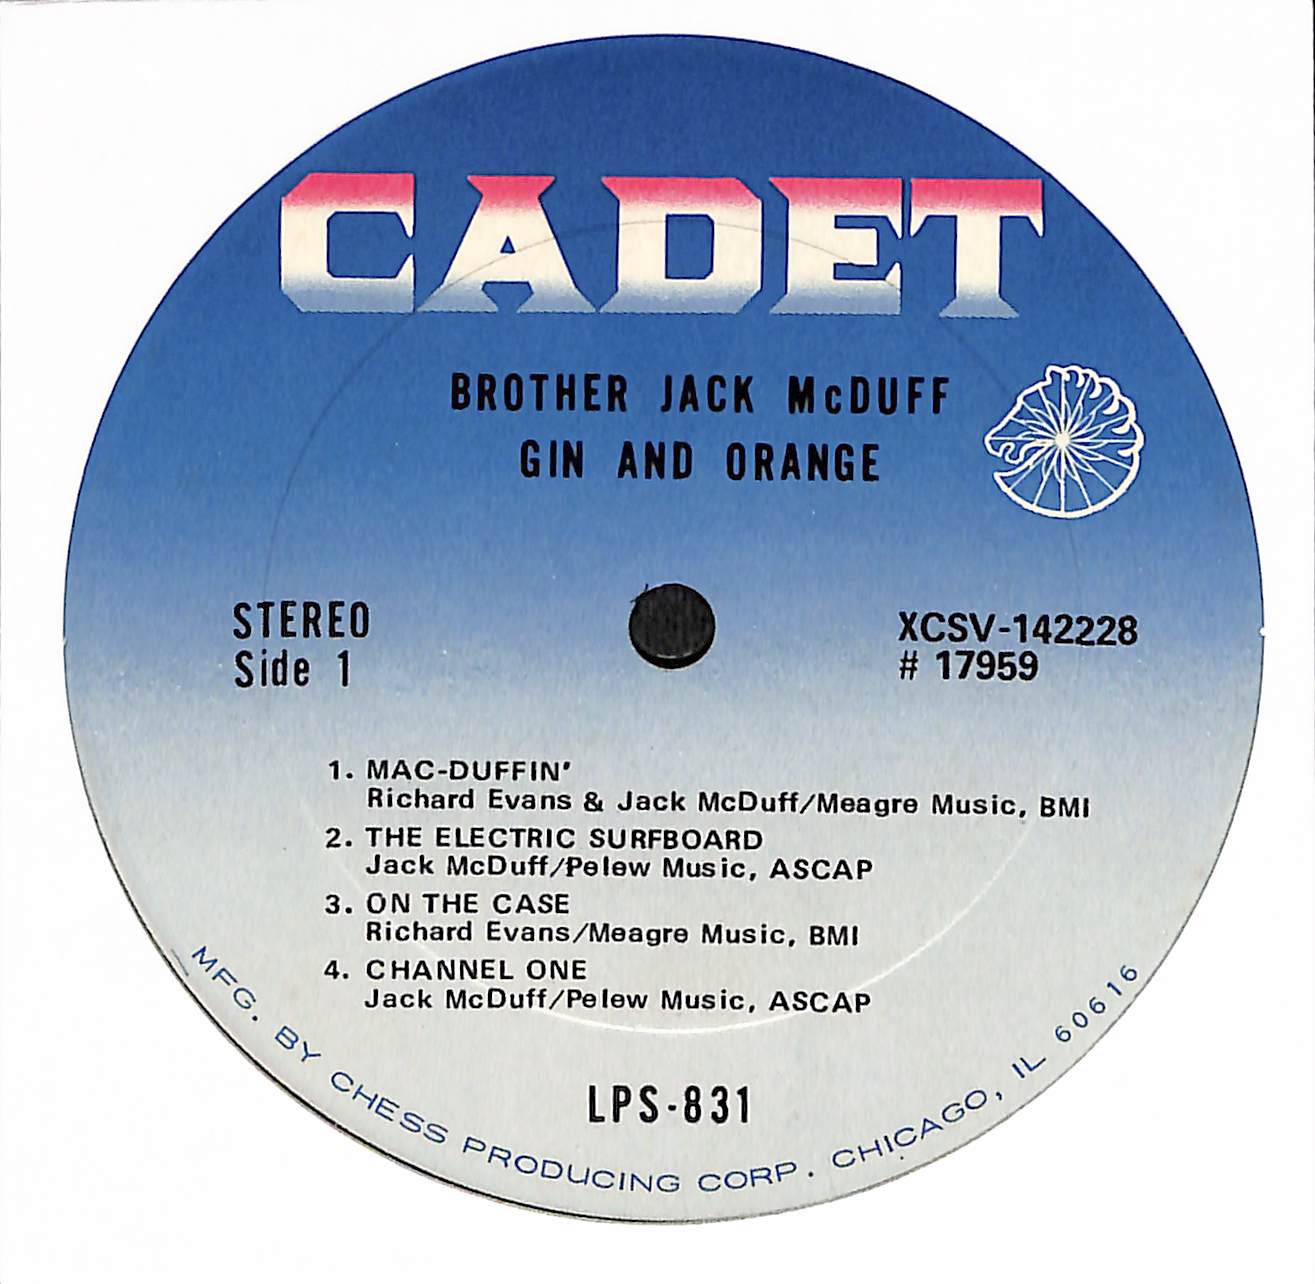 CADET
BROTHER JACK McDUFF
GIN AND ORANGE
STEREO
Side 1
XCSV-142228
# 17959
1. MAC-DUFFIN'
Richard Evans & Jack McDuff/Meagre Music, BMI
2. THE ELECTRIC SURFBOARD
Jack McDuff/Pelew Music, ASCAP
3. ON THE CASE
Richard Evans/Meagre Music, BMI
4. CHANNEL ONE
Jack McDuff/Pelew Music, ASCAP
LPS-831
MFG. BY CHESS PRODUCING CORP. CHICAGO, IL 60616